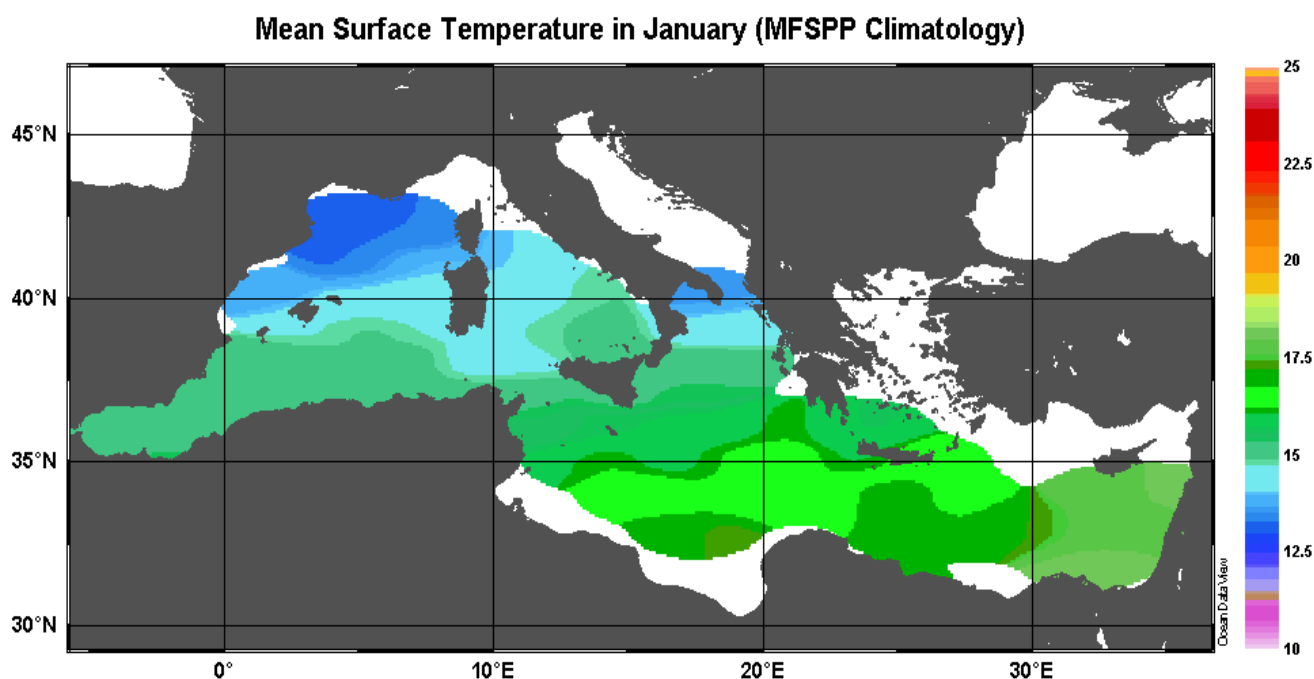 Mean Surface Temperature in January (MFSPP Climatology)
45°N
40°N
35°N
30°N
0°
10°E
20°E
30°E
25
22.5
20
17.5
15
12.5
10
Ocean Data View